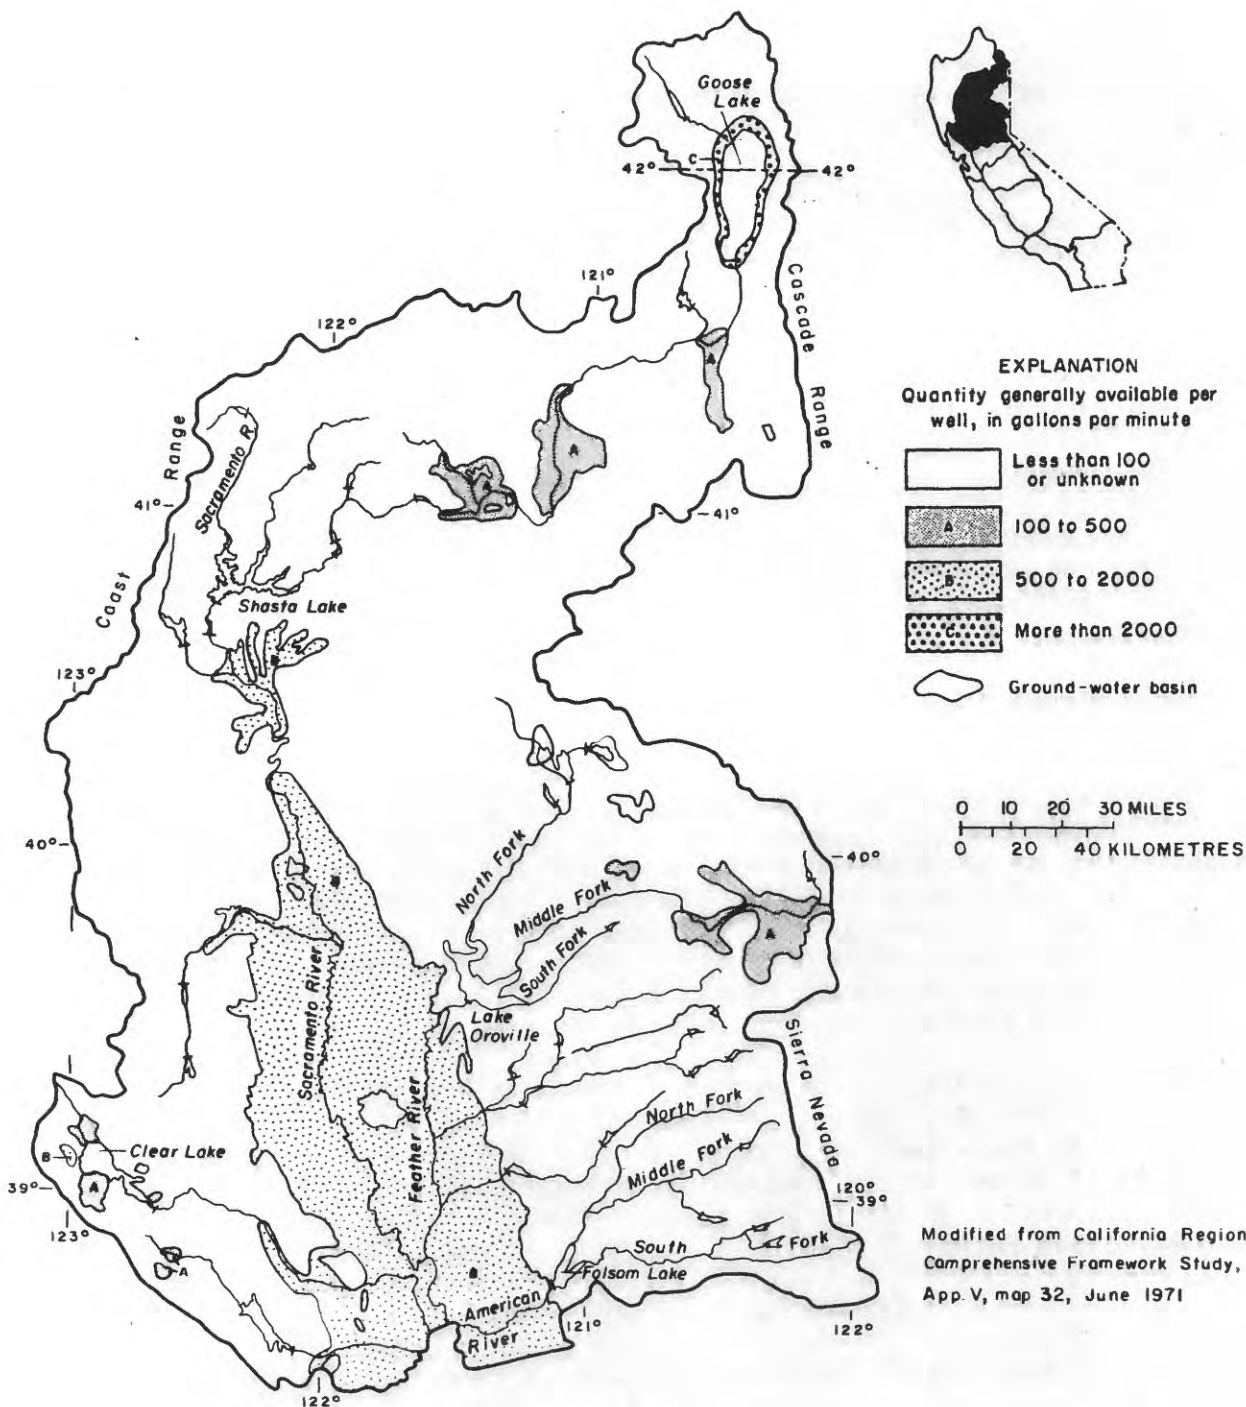 Goose
Lake
C
42°
42°
121°
122°
Cascade Range
A
EXPLANATION
Quantity generally available per
well, in gallons par minute
Less than 100
or unknown
A 100 to 500
B 500 to 2000
C More than 2000
Ground-water basin
Coast Range
Sacramento R.
A
A
41°
41°
Shasta Lake
B
123°
0 10 20 30 MILES
0 20 40 KILOMETRES
40°
40°
B
North Fork
Middle Fork
South Fork
A
Sacramento River
Lake
Oroville
Feather River
Sierra Nevada
North Fork
Middle Fork
B
Clear Lake
A
39°
123°
120°
39°
A
South Fork
Folsom Lake
B
American
River
121°
122°
122°
Modified from California Region
Comprehensive Framework Study,
App. V, map 32, June 1971